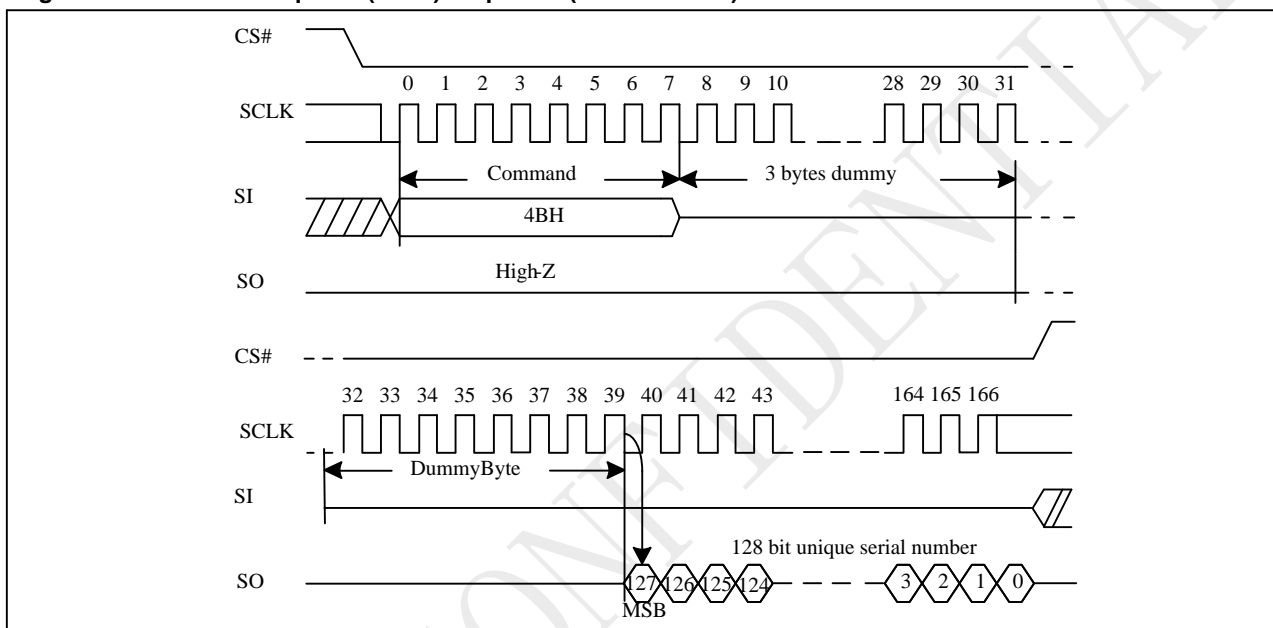 CS#
0 1 2 3 4 5 6 7 8 9 10 28 29 30 31
SCLK
Command 3 bytes dummy
SI
4BH
High-Z
SO
CS#
32 33 34 35 36 37 38 39 40 41 42 43 164 165 166
SCLK
DummyByte
SI
128 bit unique serial number
SO 127 126 125 124 3 2 1 0
MSB